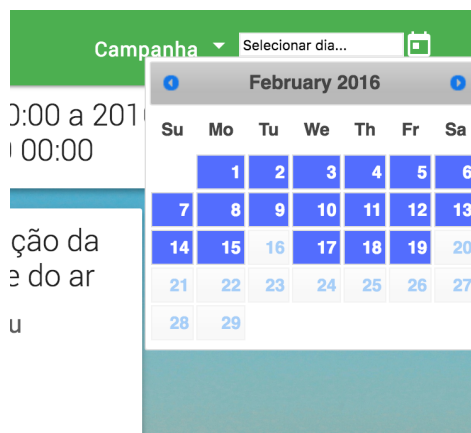 Campanha
Selecionar dia...
February 2016
Su Mo Tu We Th Fr Sa
1 2 3 4 5 6
7 8 9 10 11 12 13
14 15 16 17 18 19 20
21 22 23 24 25 26 27
28 29
0:00 a 201
00:00
ção da
e do ar
u